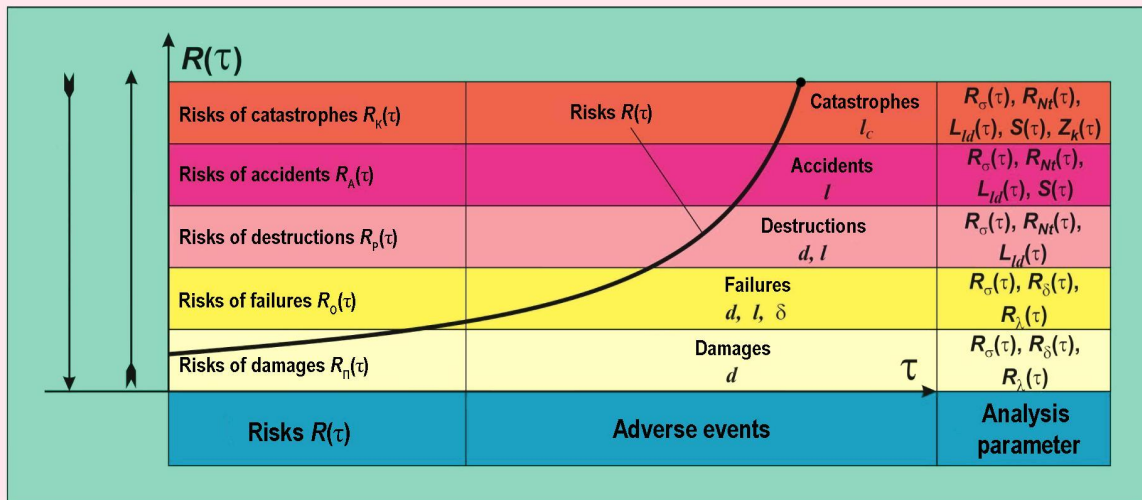 R(τ)
Risks of catastrophes R_K(τ)
Risks R(τ)
Catastrophes
l_c
R_σ(τ), R_Nt(τ),
L_ld(τ), S(τ), Z_k(τ)
Risks of accidents R_A(τ)
Accidents
l
R_σ(τ), R_Nt(τ),
L_ld(τ), S(τ)
Risks of destructions R_P(τ)
Destructions
d, l
R_σ(τ), R_Nt(τ),
L_ld(τ)
Risks of failures R_O(τ)
Failures
d, l, δ
R_σ(τ), R_δ(τ),
R_λ(τ)
Risks of damages R_П(τ)
Damages
d
τ
R_σ(τ), R_δ(τ),
R_λ(τ)
Risks R(τ)
Adverse events
Analysis
parameter